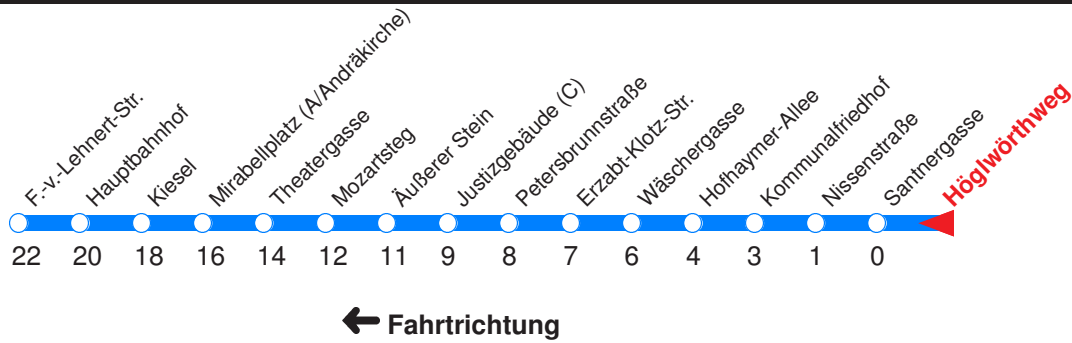 F.-v.-Lehnert-Str.
Hauptbahnhof
Kiesel
Mirabellplatz (A/Andräkirche)
Theatergasse
Mozartsteg
Äußerer Stein
Justizgebäude (C)
Petersbrunnstraße
Erzabt-Klotz-Str.
Wäschergasse
Hofhaymer-Allee
Kommunalfriedhof
Nissenstraße
Santnergasse
Höglwörthweg
22 20 18 16 14 12 11 9 8 7 6 4 3 1 0
Fahrtrichtung